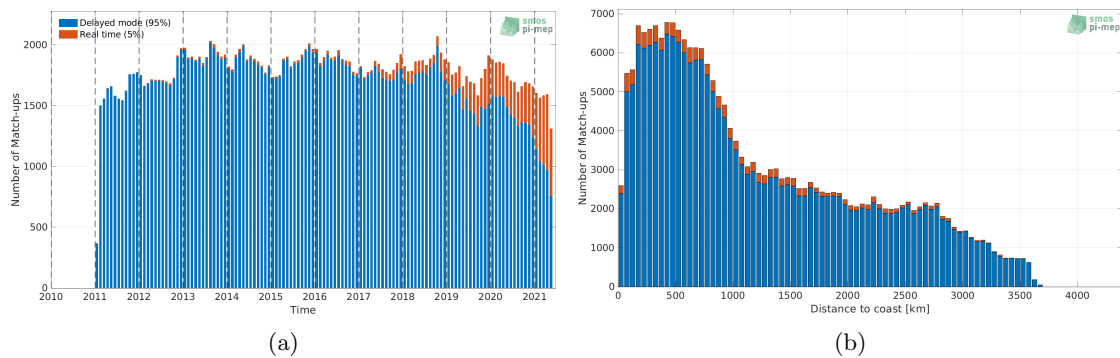 Delayed mode (95%)
Real time (5%)
smos
pi-mep
Number of Match-ups
2000
1500
1000
500
0
2010 2011 2012 2013 2014 2015 2016 2017 2018 2019 2020 2021
Time
(a)
smos
pi-mep
Number of Match-ups
7000
6000
5000
4000
3000
2000
1000
0
0 500 1000 1500 2000 2500 3000 3500 4000
Distance to coast [km]
(b)